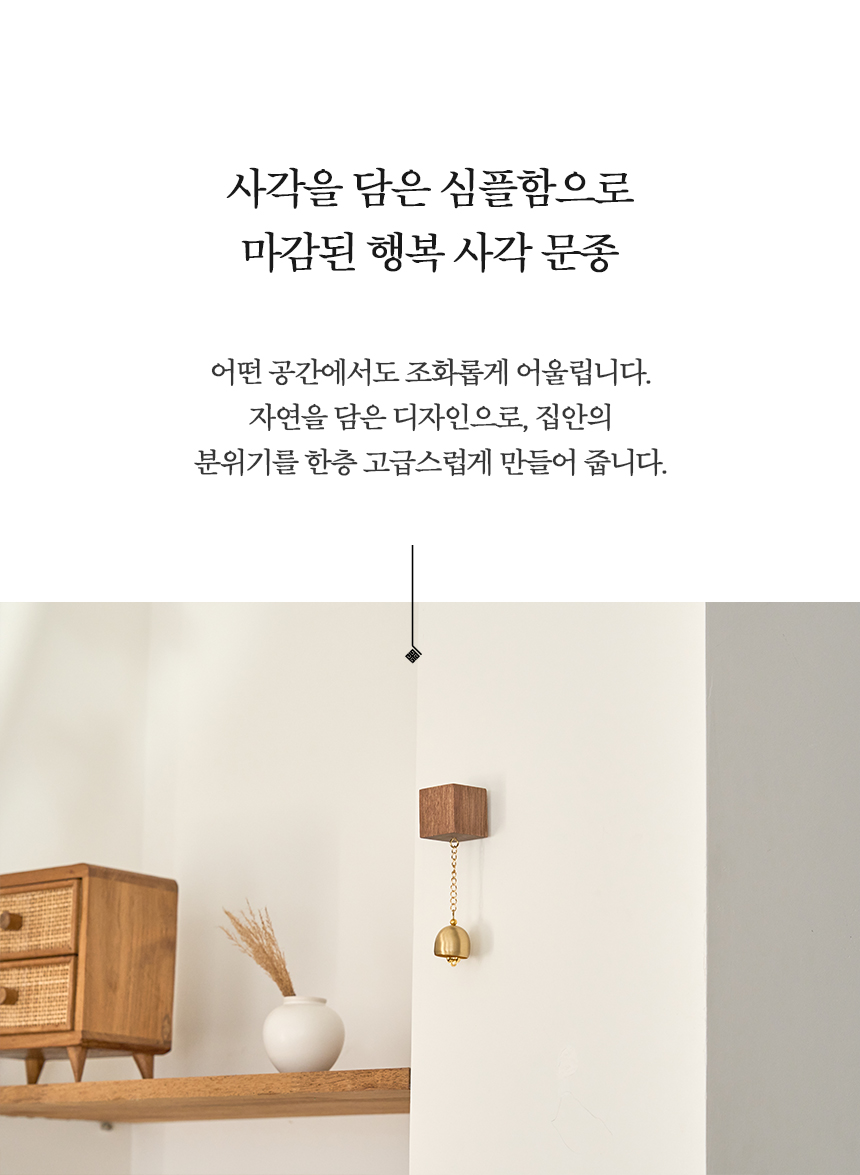 사각을 담은 심플함으로
마감된 행복 사각 문종
어떤 공간에서도 조화롭게 어울립니다.
자연을 담은 디자인으로, 집안의
분위기를 한층 고급스럽게 만들어 줍니다.